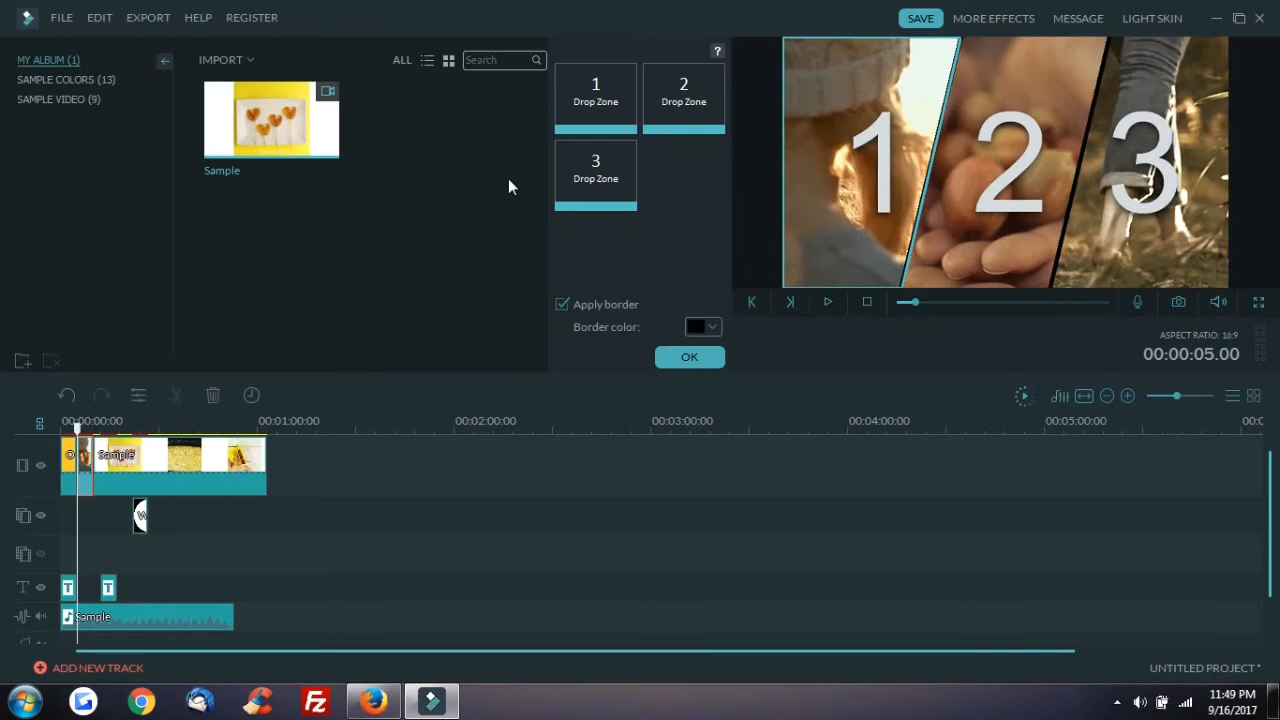 FILE EDIT EXPORT HELP REGISTER SAVE MORE EFFECTS MESSAGE LIGHT SKIN
MY ALBUM (1)
SAMPLE COLORS (13)
SAMPLE VIDEO (9)
IMPORT ALL Search
Sample
?
1
Drop Zone
2
Drop Zone
3
Drop Zone
Apply border
Border color:
OK
1 2 3
ASPECT RATIO: 16:9
00:00:05.00
00:00:00:00 00:01:00:00 00:02:00:00 00:03:00:00 00:04:00:00 00:05:00:00
Sample
T T T
Sample
ADD NEW TRACK UNTITLED PROJECT *
11:49 PM
9/16/2017